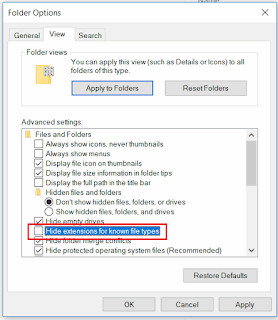 Folder Options
General View Search
Folder views
You can apply this view (such as Details or Icons) to all
folders of this type.
Apply to Folders Reset Folders
Advanced settings:
Files and Folders
Always show icons, never thumbnails
Always show menus
Display file icon on thumbnails
Display file size information in folder tips
Display the full path in the title bar
Hidden files and folders
Don't show hidden files, folders, or drives
Show hidden files, folders, and drives
Hide empty drives
Hide extensions for known file types
Hide folder merge conflicts
Hide protected operating system files (Recommended)
Restore Defaults
OK Cancel Apply